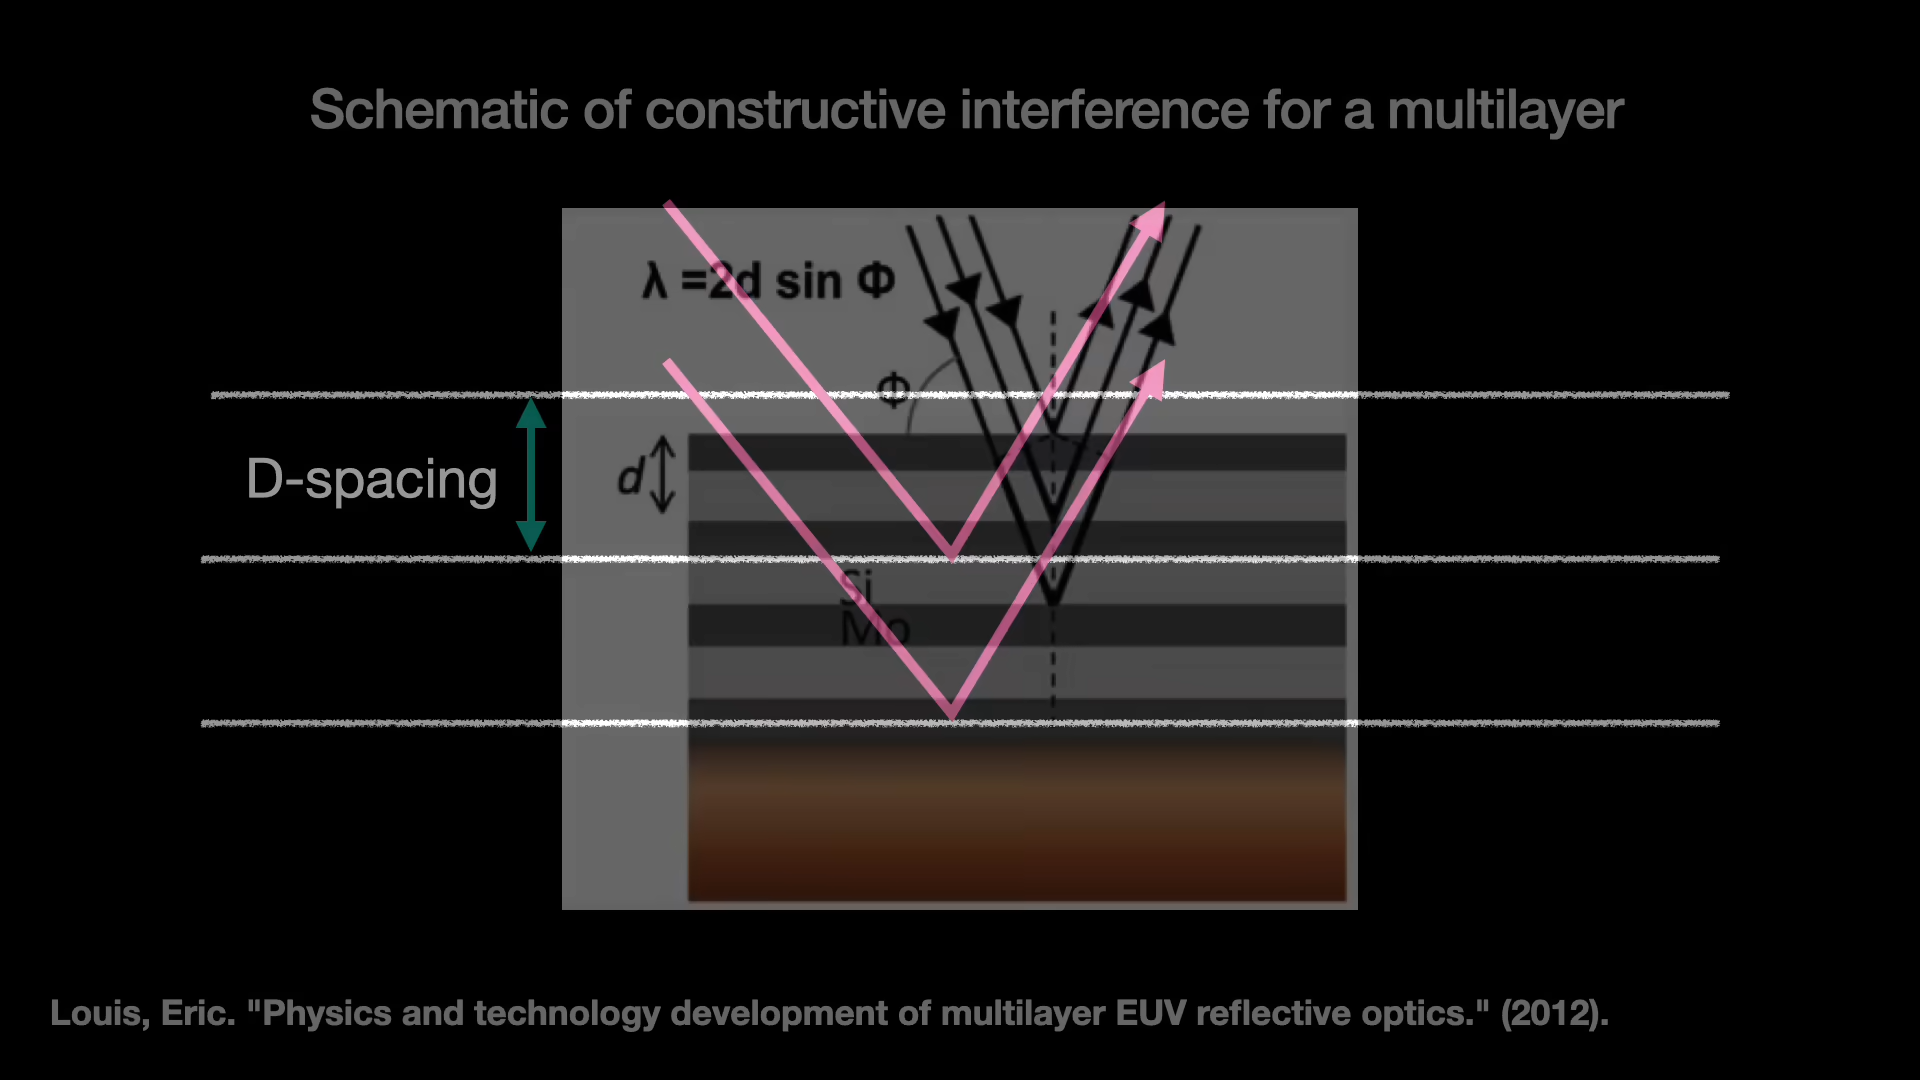 Schematic of constructive interference for a multilayer
λ =2d sin Φ
Φ
D-spacing
d
Si
Mo
Louis, Eric. "Physics and technology development of multilayer EUV reflective optics." (2012).